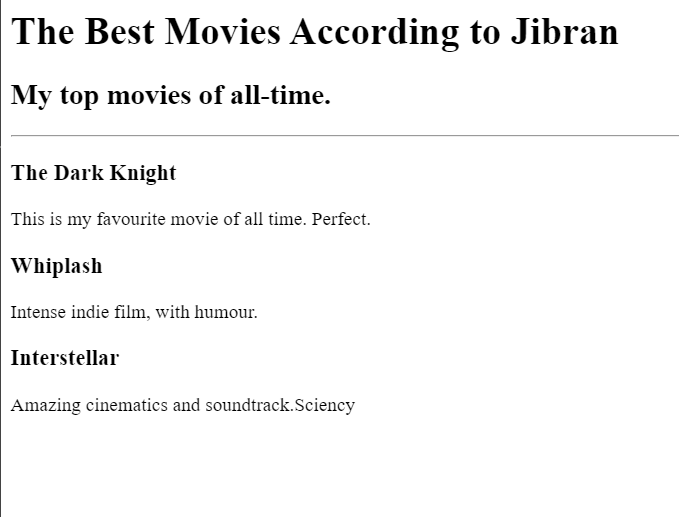 The Best Movies According to Jibran
My top movies of all-time.
The Dark Knight
This is my favourite movie of all time. Perfect.
Whiplash
Intense indie film, with humour.
Interstellar
Amazing cinematics and soundtrack.Sciency